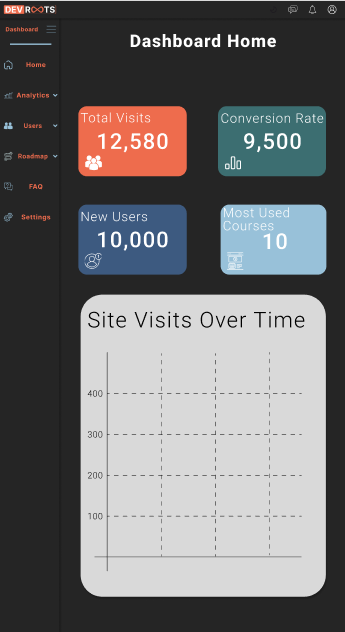 DEV ROOTS
Dashboard
Home
Analytics
Users
Roadmap
FAQ
Settings
Dashboard Home
Total Visits
12,580
Conversion Rate
9,500
New Users
10,000
Most Used
Courses
10
Site Visits Over Time
400
300
200
100